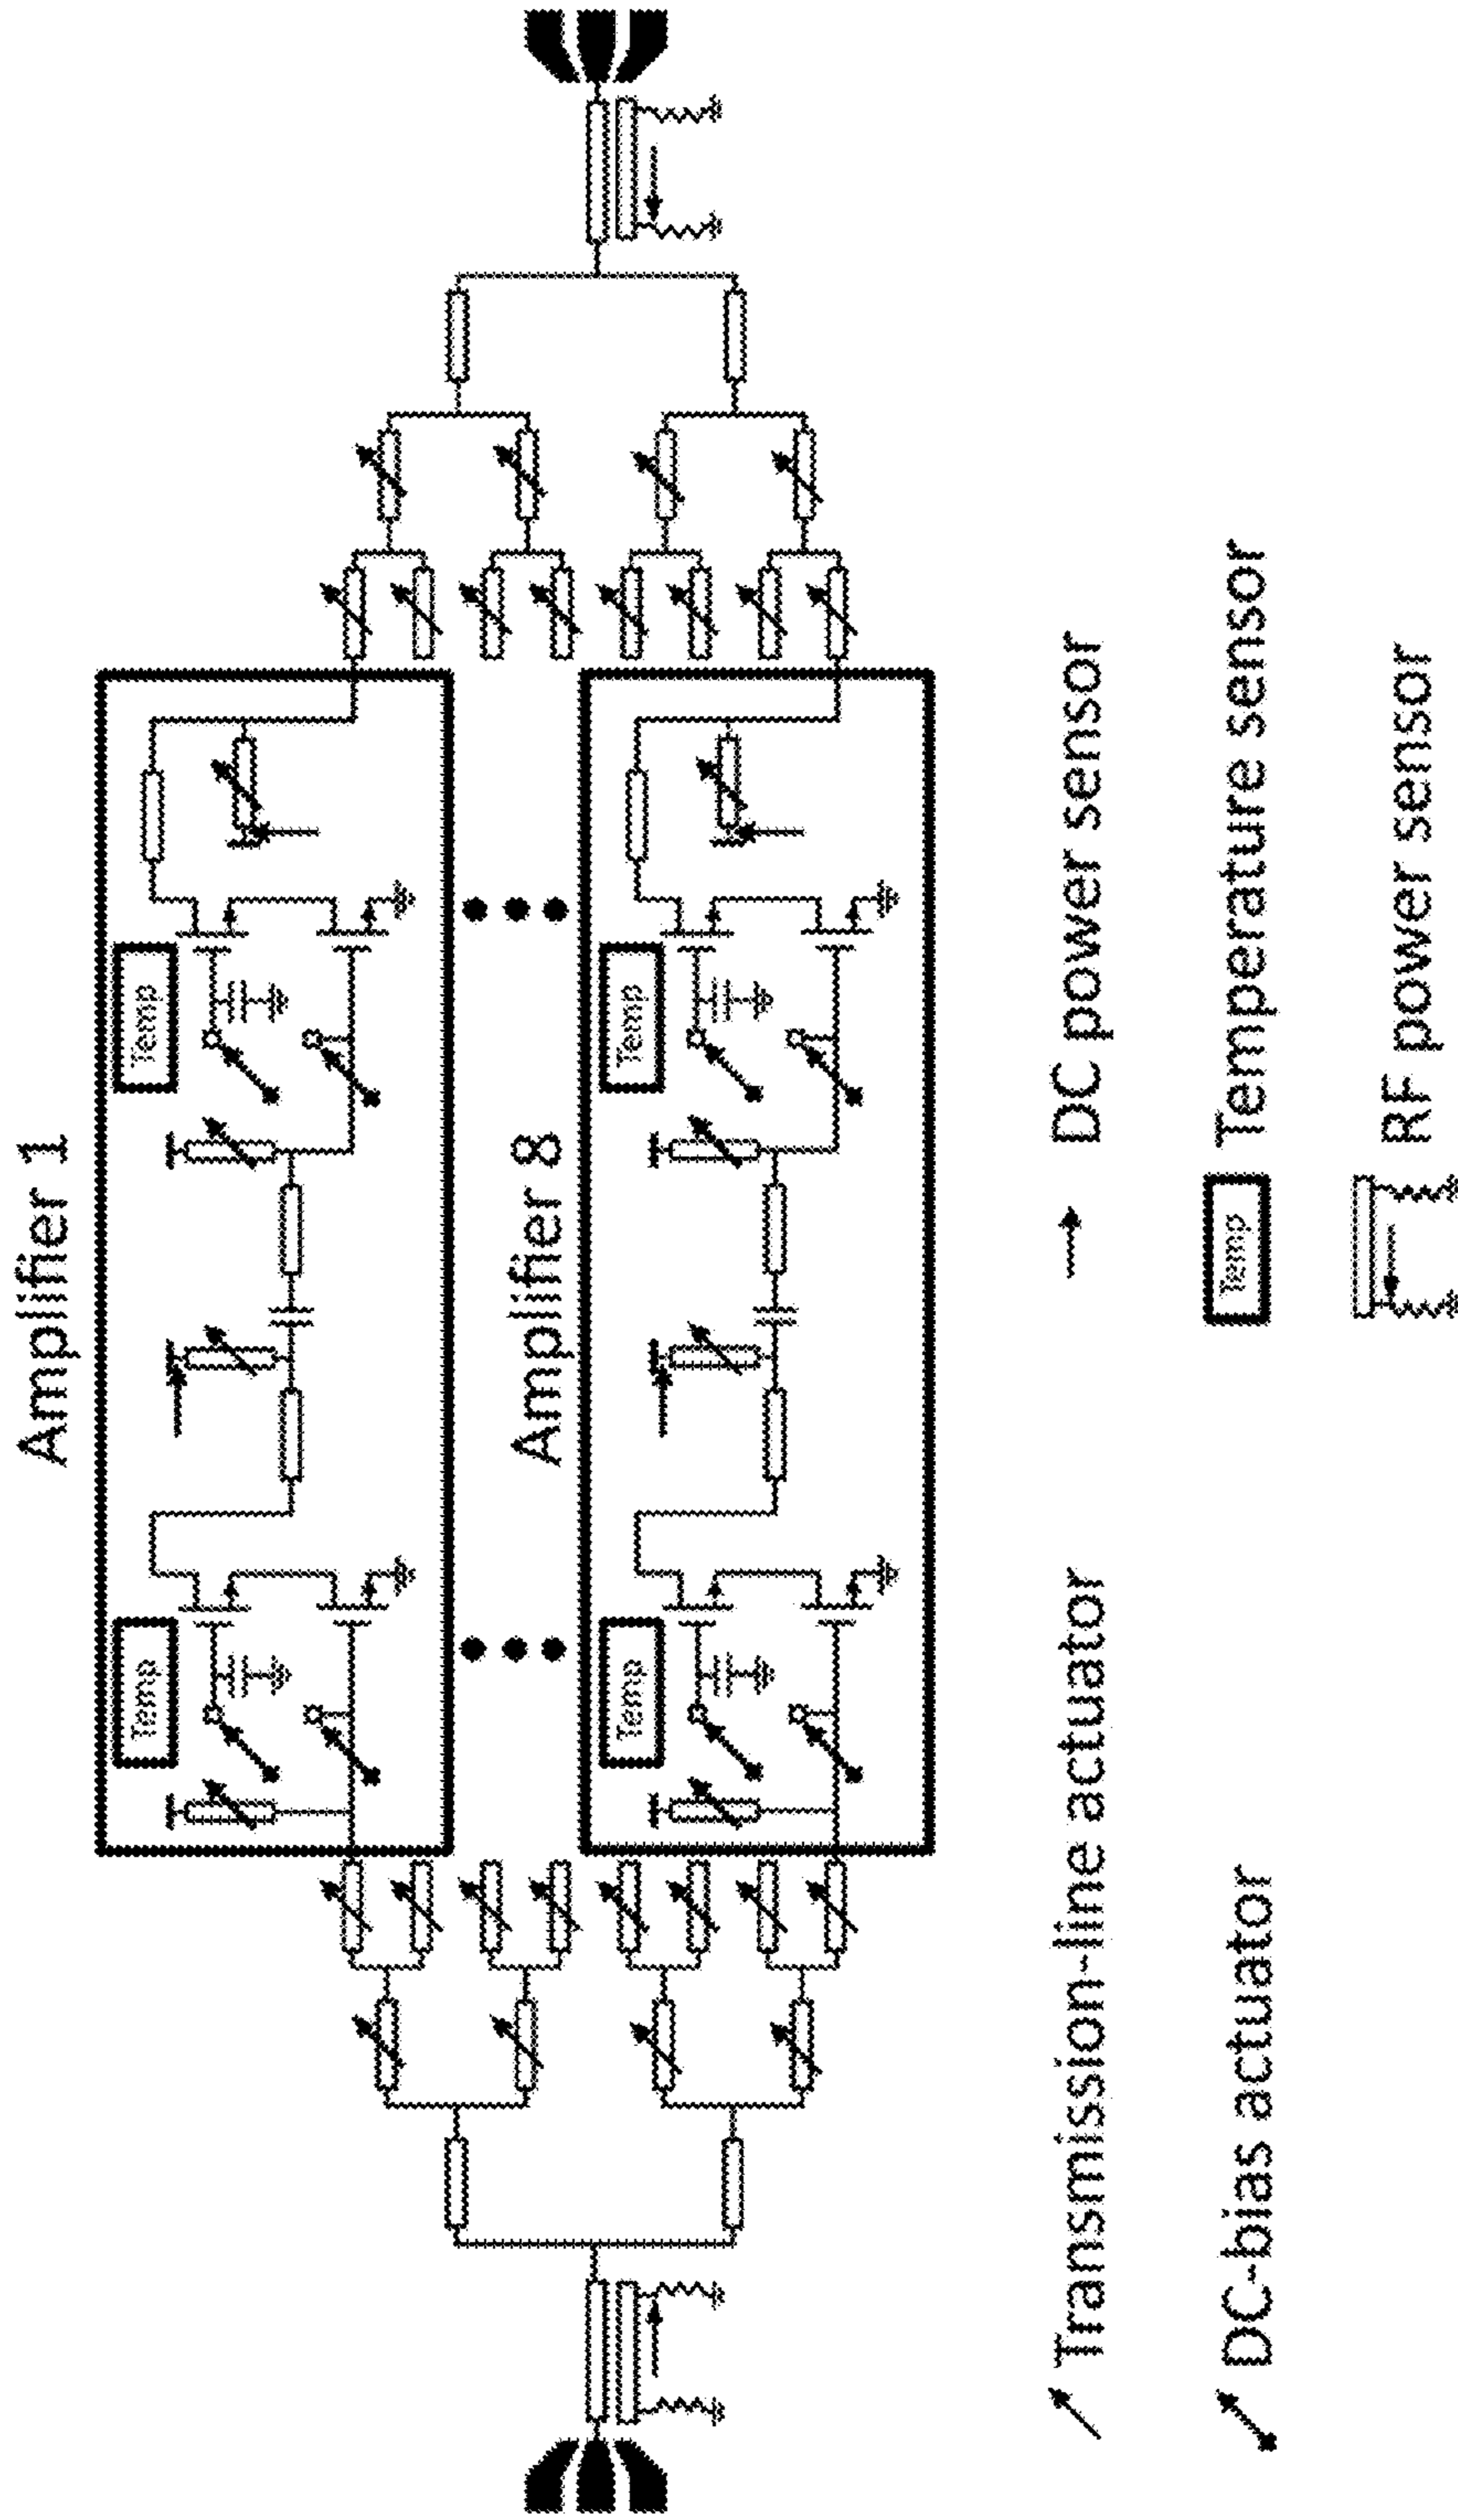 Amplifier 1
Temp
Temp
Amplifier 8
Temp
Temp
Transmission-line actuator
DC power sensor
DC-bias actuator
Temp
Temperature sensor
RF power sensor